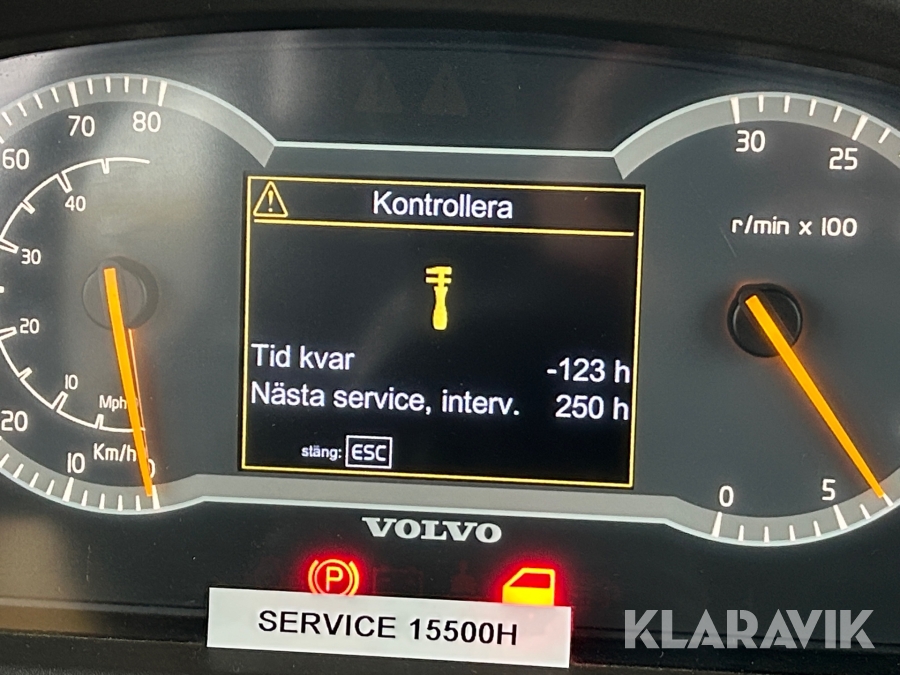 60
70
80
40
30
20
10
Mph
20
10
Km/h
0
Kontrollera
Tid kvar -123 h
Nästa service, interv. 250 h
stäng: ESC
30
25
r/min x 100
0
5
VOLVO
P
SERVICE 15500H
KLARAVIK